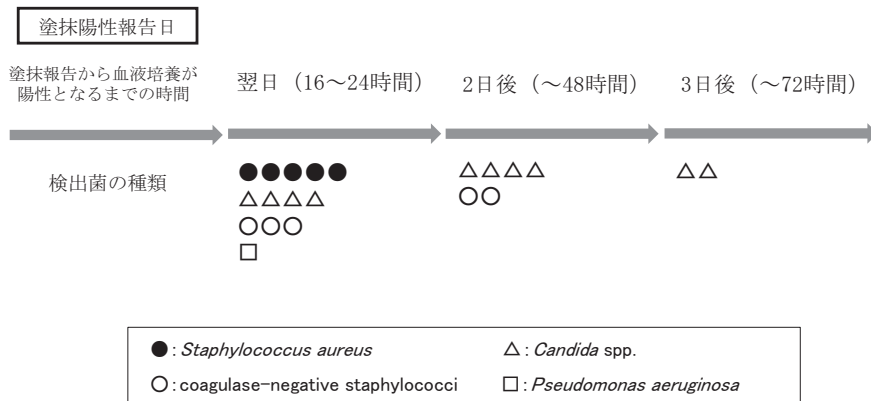 塗抹陽性報告日
塗抹報告から血液培養が
陽性となるまでの時間
翌日（16～24時間）
2日後（～48時間）
3日後（～72時間）
検出菌の種類
●：Staphylococcus aureus
△：Candida spp.
○：coagulase-negative staphylococci
□：Pseudomonas aeruginosa